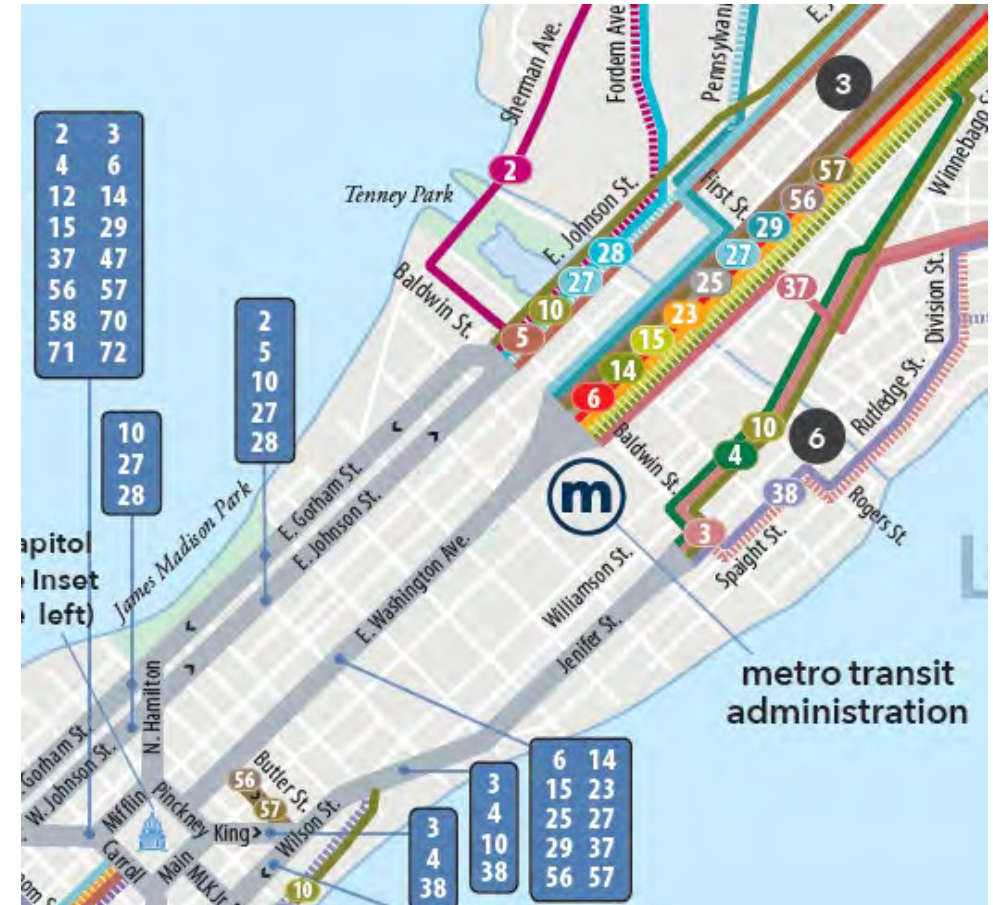 Sherman Ave.
Fordem Ave
Pennsylvani
E. J
3
2 3
4 6
12 14
15 29
37 47
56 57
58 70
71 72
2
Tenney Park
E. Johnson St.
First St.
57
56
29
27
25
23
15
14
6
28
27
10
5
Winnebago S
37
Division St.
Baldwin St.
2
5
10
27
28
10
27
28
Rutledge St.
10
6
4
Baldwin St.
38
Rogers St.
3
Spaight St.
m
E. Gorham St.
E. Johnson St.
James Madison Park
apitol
Inset
left)
E. Washington Ave.
Williamson St.
Jenifer St.
metro transit
administration
N. Hamilton
Gorham St.
W. Johnson St.
Mifflin
Pinckney
56
57
Butler St.
King
Wilson St.
Carroll
Main
MLK Jr.
10
3
4
38
3
4
10
38
6 14
15 23
25 27
29 37
56 57